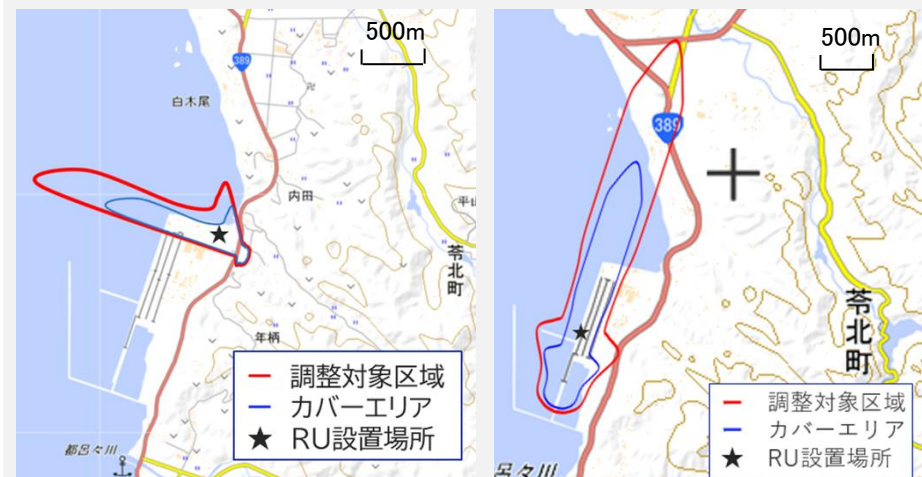 500m
389
白木尾
内田
平山
苓北町
年柄
調整対象区域
カバーエリア
RU設置場所
都呂々川
500m
389
苓北町
調整対象区域
カバーエリア
RU設置場所
呂々川